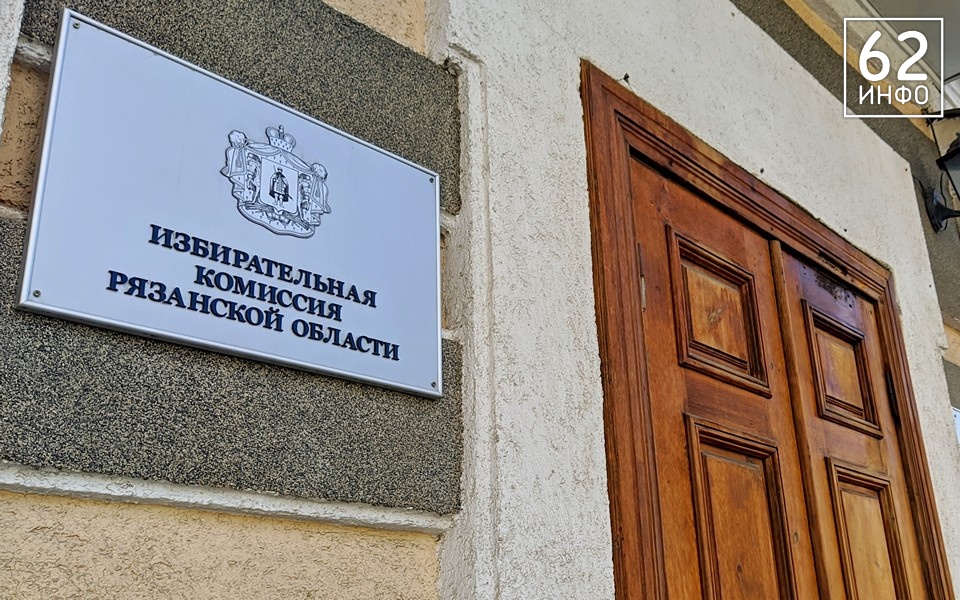 ИЗБИРАТЕЛЬНАЯ
КОМИССИЯ
РЯЗАНСКОЙ ОБЛАСТИ
62
ИНФО